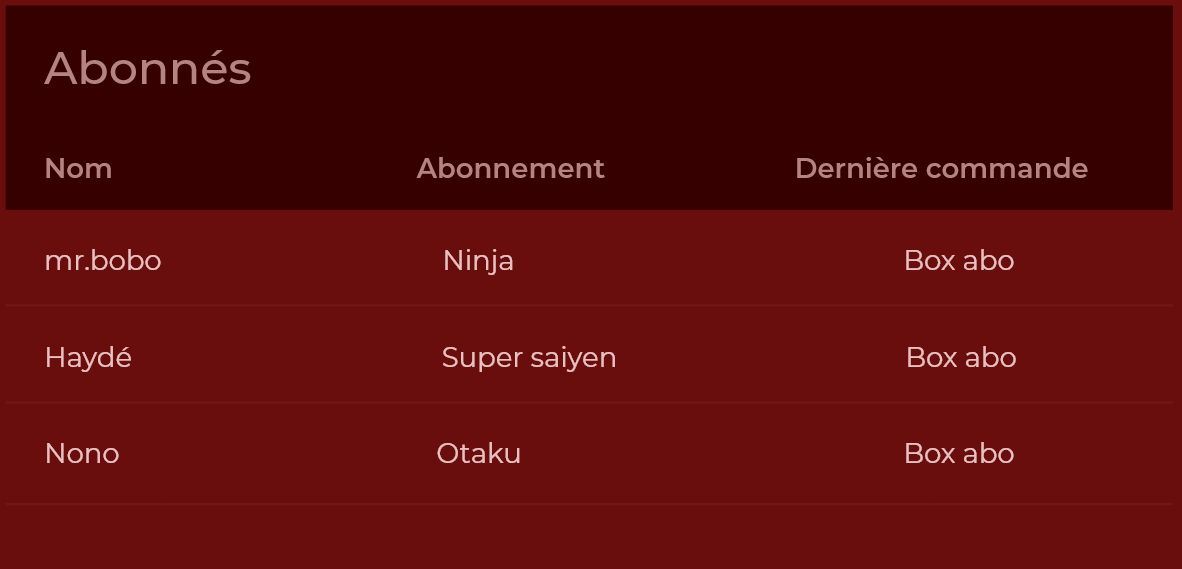 Abonnés
Nom Abonnement Dernière commande
mr.bobo Ninja Box abo
Haydé Super saiyen Box abo
Nono Otaku Box abo